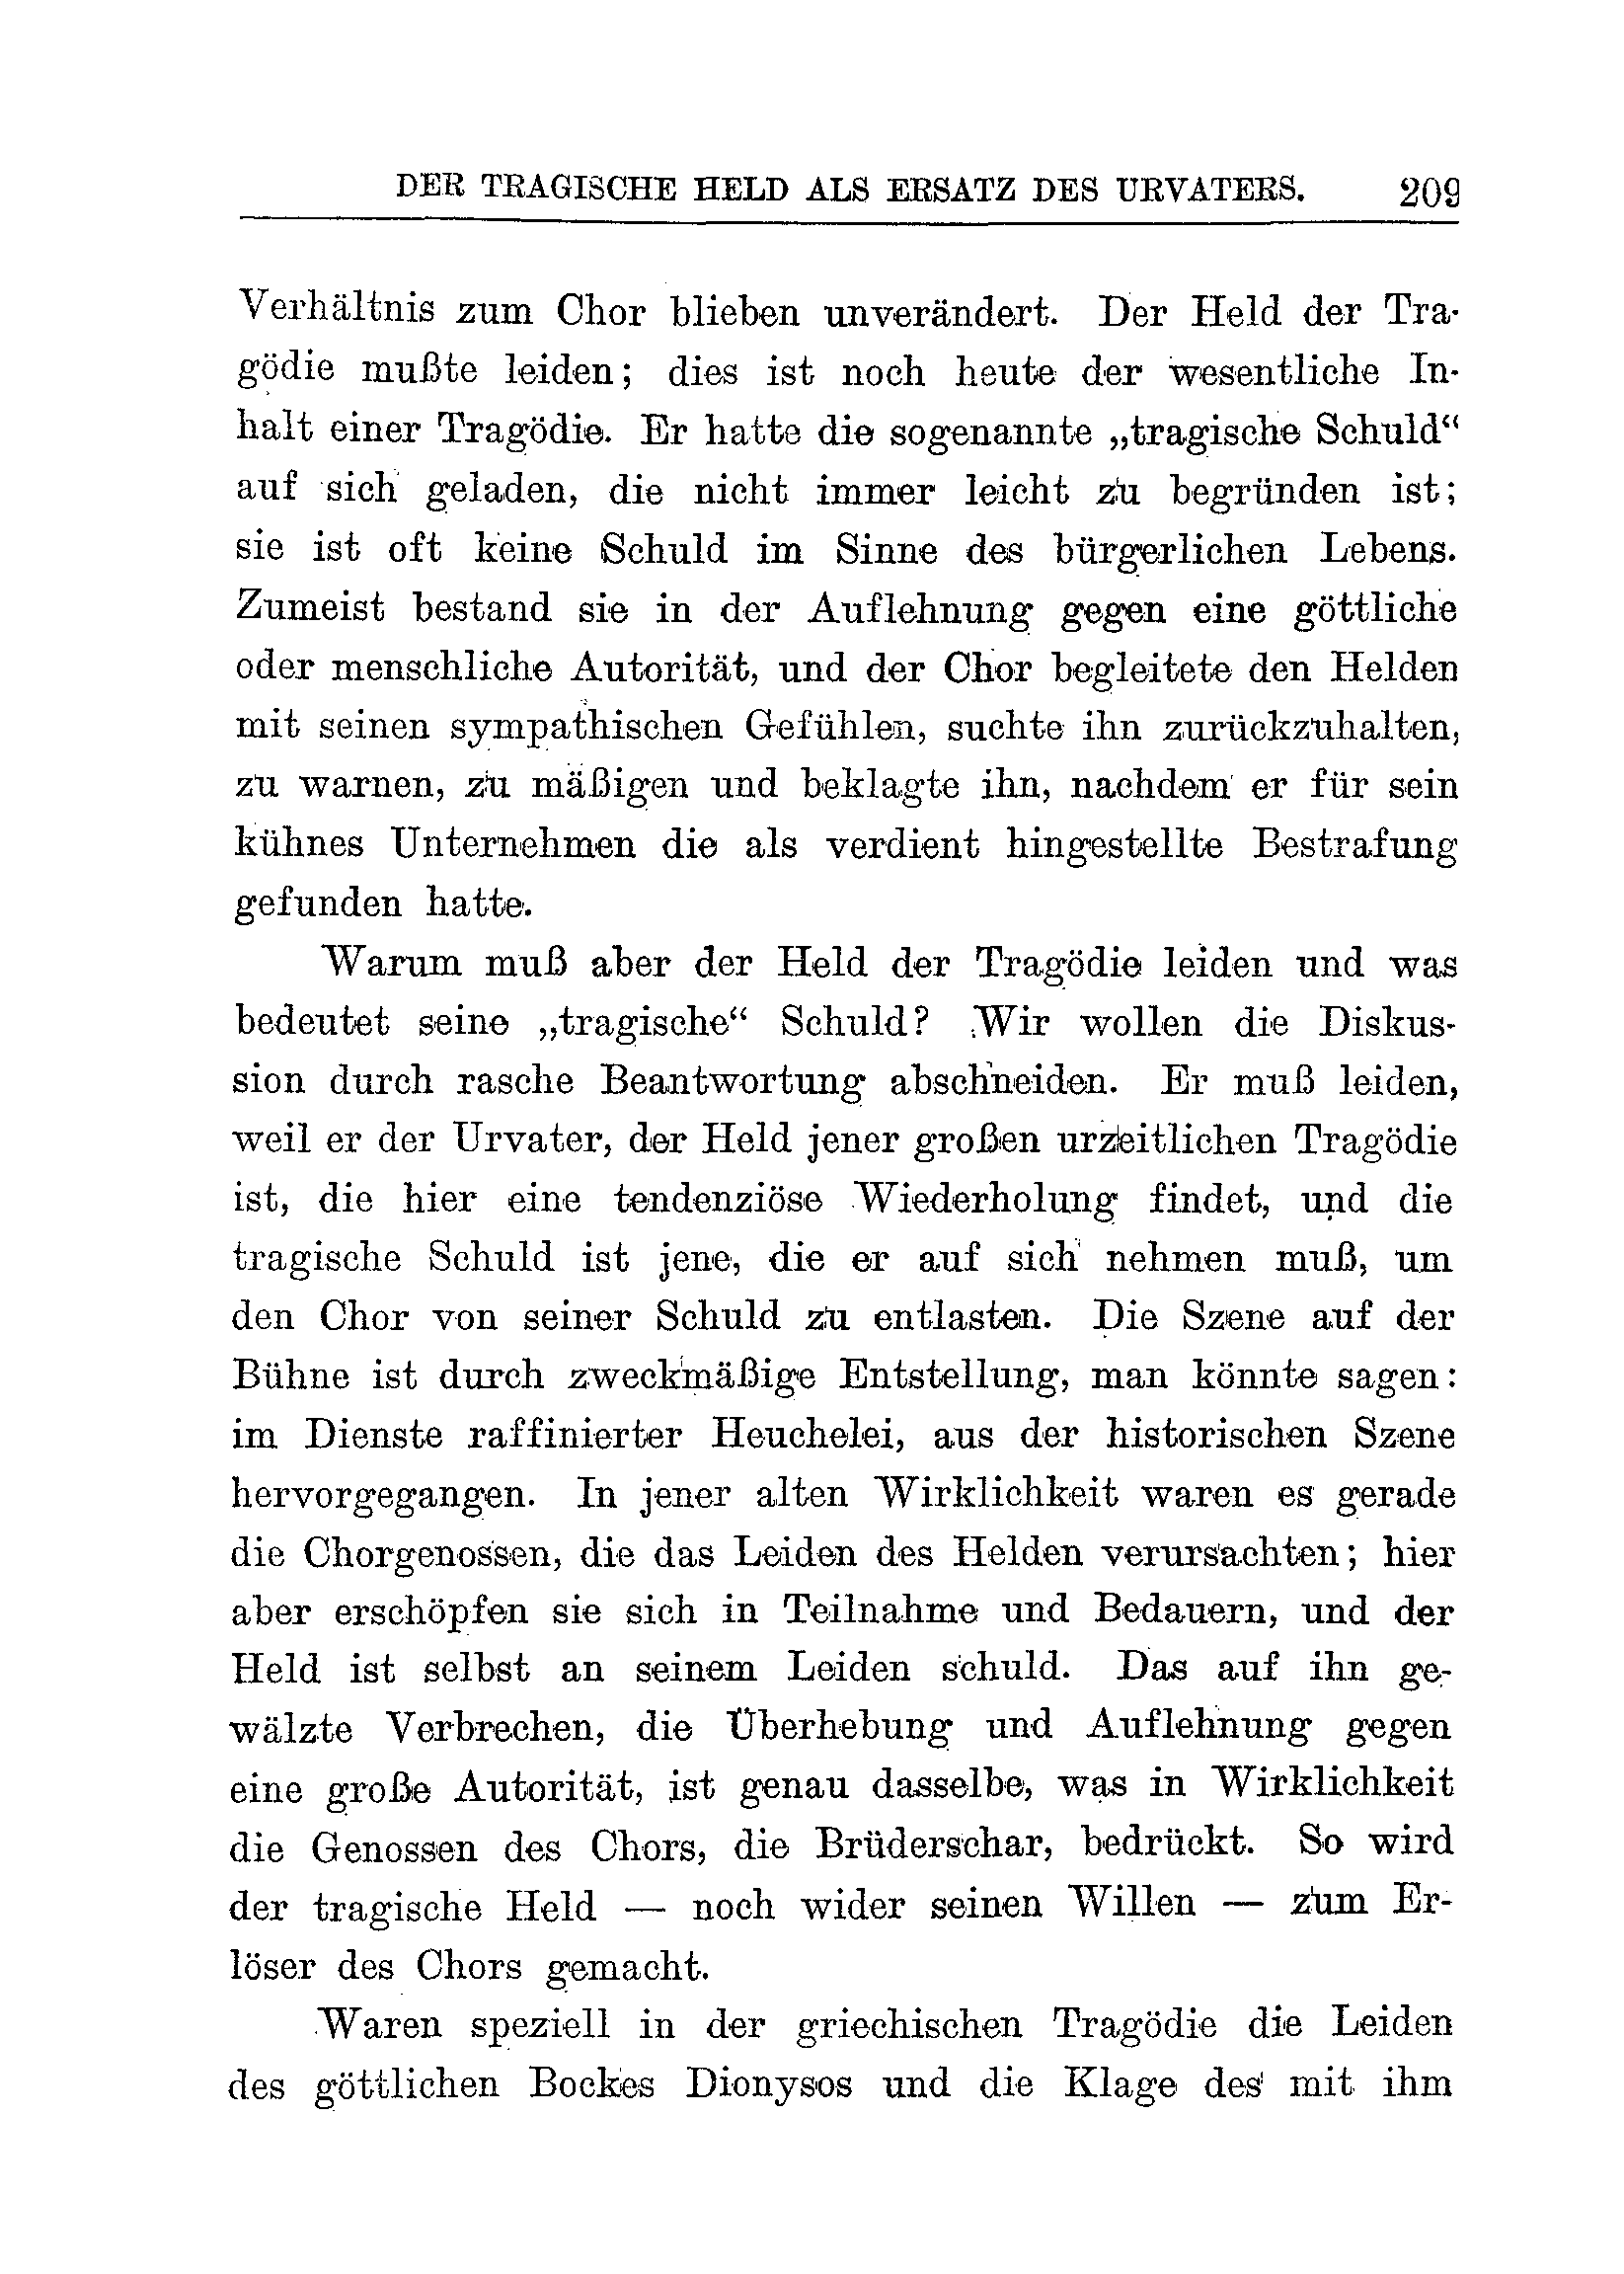 DER TRAGISCHE HELD ALS ERSATZ DES URVATERS. 209
Verhältnis zum Chor blieben unverändert. Der Held der Tra-
gödie mußte leiden; dies ist noch heute der wesentliche In-
halt einer Tragödie. Er hatte die sogenannte „tragische Schuld“
auf sich geladen, die nicht immer leicht zu begründen ist;
sie ist oft keine Schuld im Sinne des bürgerlichen Lebens.
Zumeist bestand sie in der Auflehnung gegen eine göttliche
oder menschliche Autorität, und der Chor begleitete den Helden
mit seinen sympathischen Gefühlen, suchte ihn zurückzuhalten,
zu warnen, zu mäßigen und beklagte ihn, nachdem er für sein
kühnes Unternehmen die als verdient hingestellte Bestrafung
gefunden hatte.
Warum muß aber der Held der Tragödie leiden und was
bedeutet seine „tragische“ Schuld? Wir wollen die Diskus-
sion durch rasche Beantwortung abschneiden. Er muß leiden,
weil er der Urvater, der Held jener großen urzeitlichen Tragödie
ist, die hier eine tendenziöse Wiederholung findet, und die
tragische Schuld ist jene, die er auf sich nehmen muß, um
den Chor von seiner Schuld zu entlasten. Die Szene auf der
Bühne ist durch zweckmäßige Entstellung, man könnte sagen:
im Dienste raffinierter Heuchelei, aus der historischen Szene
hervorgegangen. In jener alten Wirklichkeit waren es gerade
die Chorgenossen, die das Leiden des Helden verursachten; hier
aber erschöpfen sie sich in Teilnahme und Bedauern, und der
Held ist selbst an seinem Leiden schuld. Das auf ihn ge-
wälzte Verbrechen, die Überhebung und Auflehnung gegen
eine große Autorität, ist genau dasselbe, was in Wirklichkeit
die Genossen des Chors, die Brüderschar, bedrückt. So wird
der tragische Held — noch wider seinen Willen — zum Er-
löser des Chors gemacht.
Waren speziell in der griechischen Tragödie die Leiden
des göttlichen Bockes Dionysos und die Klage des mit ihm